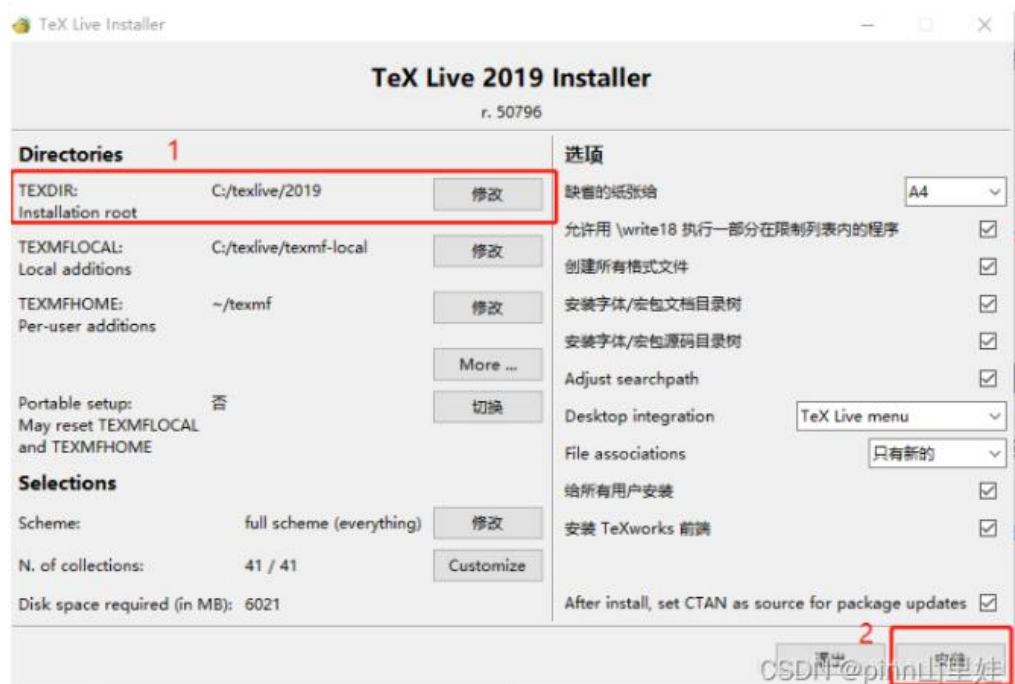 TeX Live Installer
TeX Live 2019 Installer
r. 50796
Directories
1
TEXDIR:
C:/texlive/2019
修改
Installation root
TEXMFLOCAL:
C:/texlive/texmf-local
修改
Local additions
TEXMFHOME:
~/texmf
修改
Per-user additions
More ...
Portable setup:
否
切换
May reset TEXMFLOCAL
and TEXMFHOME
Selections
Scheme:
full scheme (everything)
修改
N. of collections:
41 / 41
Customize
Disk space required (in MB):
6021
选项
缺省的纸张给
A4
允许用 \write18 执行一部分在限制列表内的程序
创建所有格式文件
安装字体/宏包文档目录树
安装字体/宏包源码目录树
Adjust searchpath
Desktop integration
TeX Live menu
File associations
只有新的
给所有用户安装
安装 TeXworks 前端
After install, set CTAN as source for package updates
2
退出
安装
CSDN @pinn山里娃